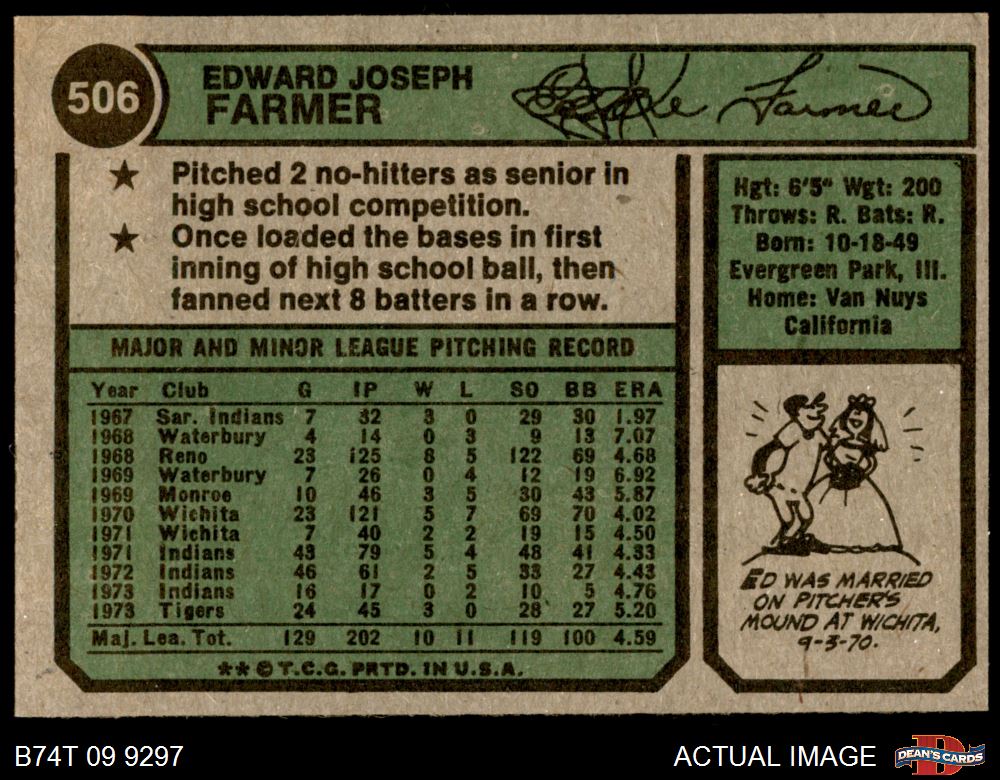 506
EDWARD JOSEPH
FARMER
Farmer
★ Pitched 2 no-hitters as senior in
high school competition.
★ Once loaded the bases in first
inning of high school ball, then
fanned next 8 batters in a row.
Hgt: 6'5" Wgt: 200
Throws: R. Bats: R.
Born: 10-18-49
Evergreen Park, Ill.
Home: Van Nuys
California
MAJOR AND MINOR LEAGUE PITCHING RECORD
Year Club G IP W L SO BB ERA
1967 Sar. Indians 7 32 3 0 29 30 1.97
1968 Waterbury 4 14 0 3 9 13 7.07
1968 Reno 23 125 8 5 122 69 4.68
1969 Waterbury 7 26 0 4 12 19 6.92
1969 Monroe 10 46 3 5 30 43 5.87
1970 Wichita 23 121 5 7 69 70 4.02
1971 Wichita 7 40 2 2 19 15 4.50
1971 Indians 43 79 5 4 48 41 4.33
1972 Indians 46 61 2 5 33 27 4.43
1973 Indians 16 17 0 2 10 5 4.76
1973 Tigers 24 45 3 0 28 27 5.20
Maj. Lea. Tot. 129 202 10 11 119 100 4.59
** © T.C.G. PRTD. IN U.S.A.
ED WAS MARRIED
ON PITCHER'S
MOUND AT WICHITA,
9-3-70.
B74T 09 9297
ACTUAL IMAGE
D
DEAN'S CARDS